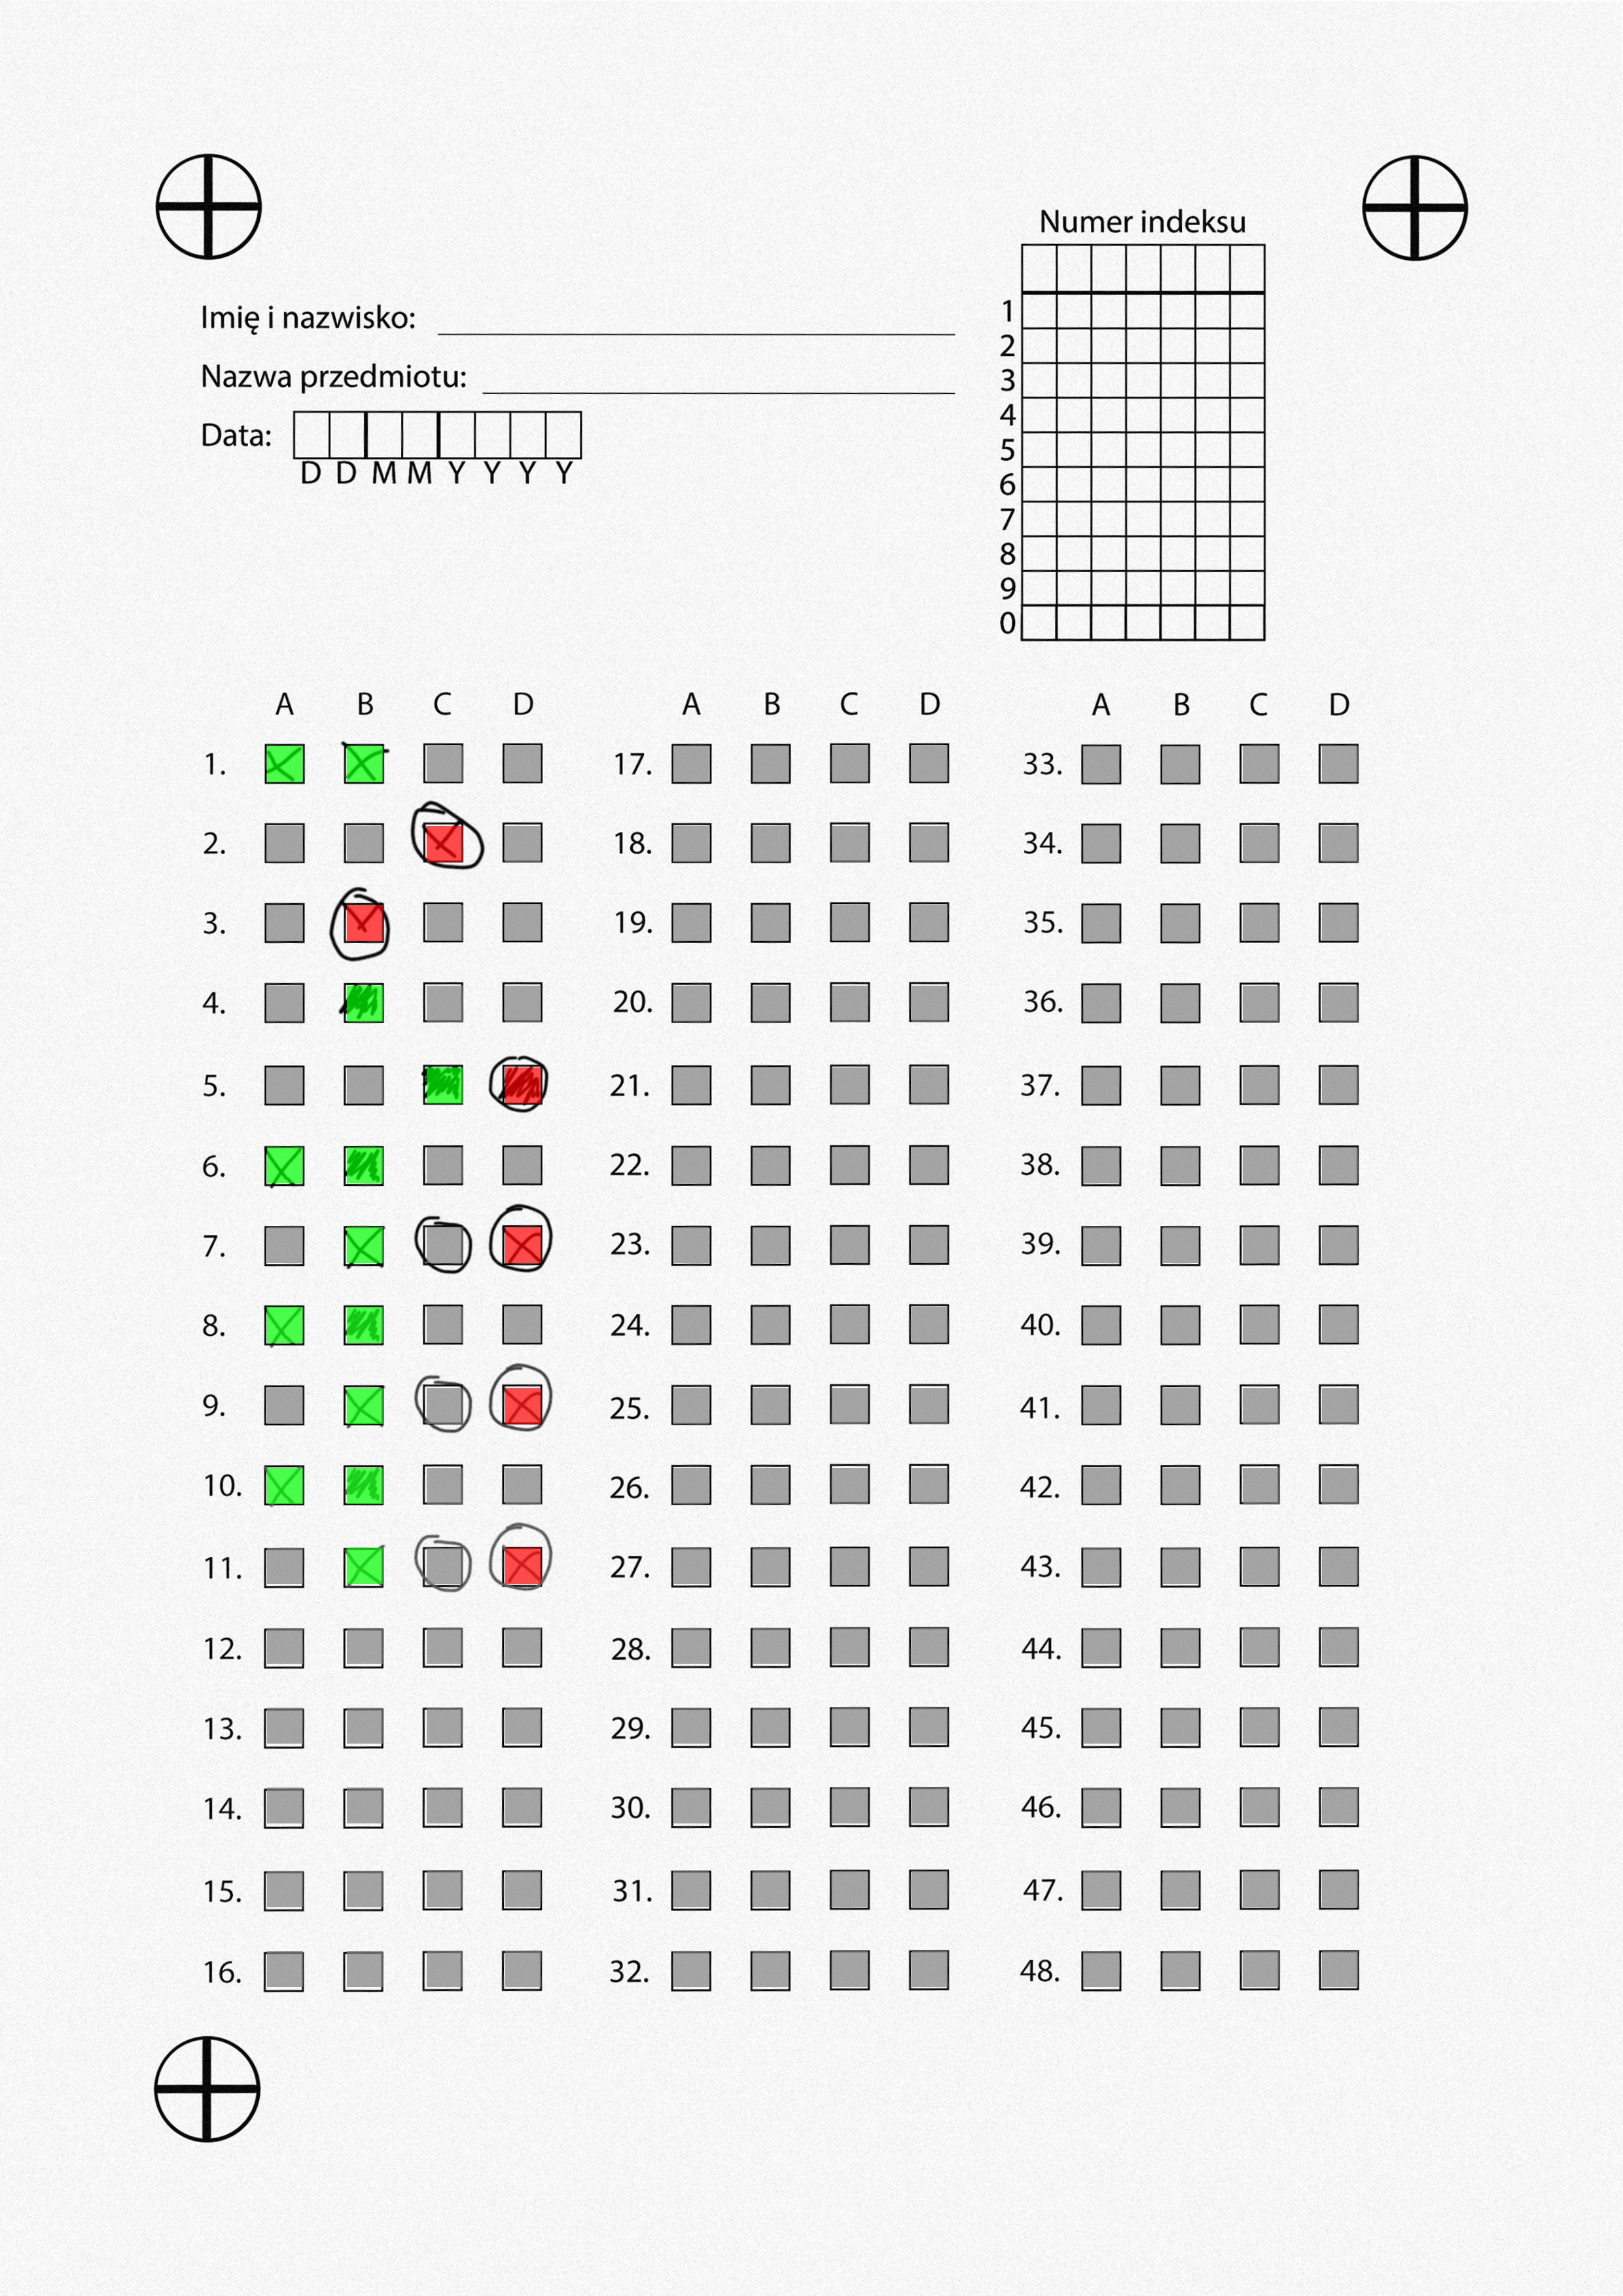 Numer indeksu
Imię i nazwisko:
Nazwa przedmiotu:
Data:
D D M M Y Y Y Y
1
2
3
4
5
6
7
8
9
0
A B C D A B C D A B C D
1. 17. 33.
2. 18. 34.
3. 19. 35.
4. 20. 36.
5. 21. 37.
6. 22. 38.
7. 23. 39.
8. 24. 40.
9. 25. 41.
10. 26. 42.
11. 27. 43.
12. 28. 44.
13. 29. 45.
14. 30. 46.
15. 31. 47.
16. 32. 48.